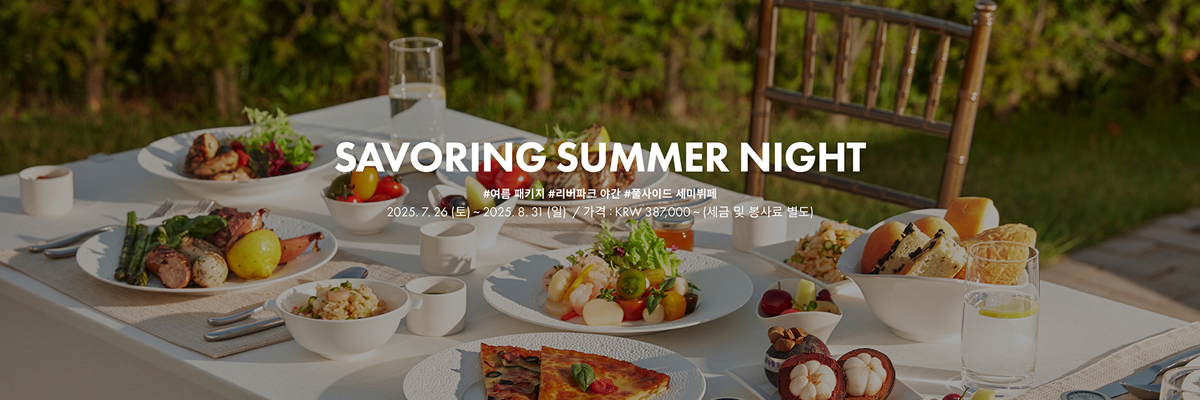 SAVORING SUMMER NIGHT
#여름 패키지 #리버파크 야간 #풀사이드 세미뷔페
2025. 7. 26 (토) ~ 2025. 8. 31 (일)  / 가격 : KRW 387,000 ~ (세금 및 봉사료 별도)